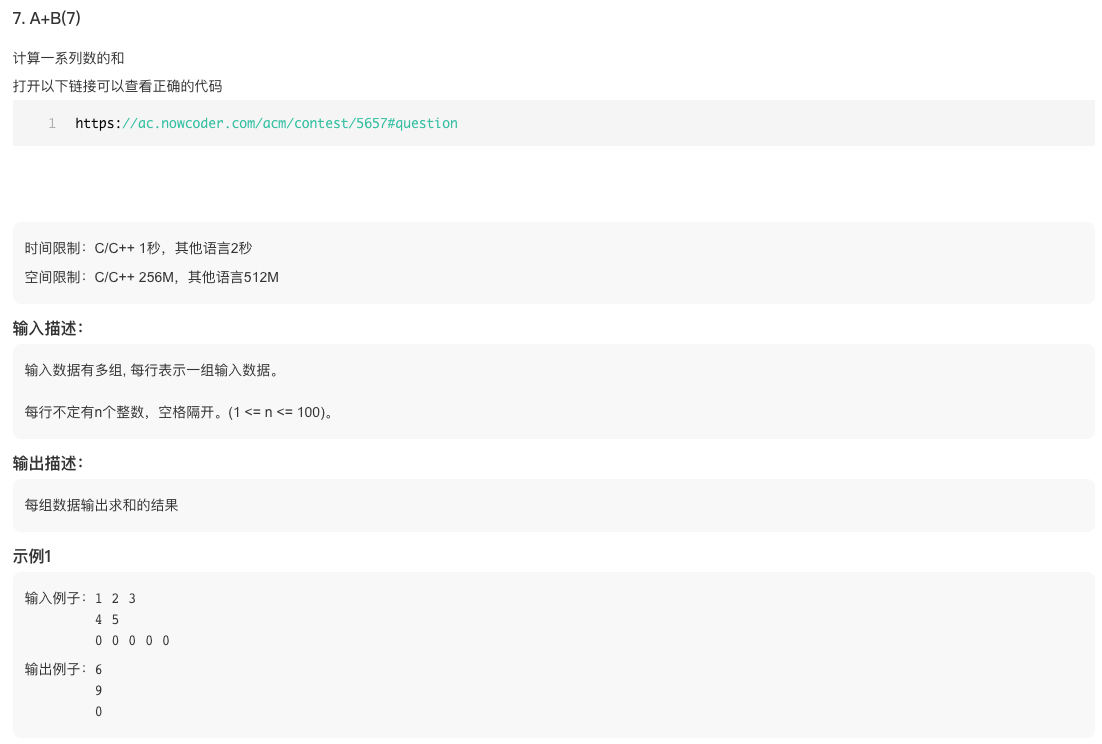 7. A+B(7)
计算一系列数的和
打开以下链接可以查看正确的代码
1 https://ac.nowcoder.com/acm/contest/5657#question
时间限制：C/C++ 1秒，其他语言2秒
空间限制：C/C++ 256M，其他语言512M
输入描述：
输入数据有多组, 每行表示一组输入数据。
每行不定有n个整数，空格隔开。(1 <= n <= 100)。
输出描述：
每组数据输出求和的结果
示例1
输入例子：1 2 3
4 5
0 0 0 0 0
输出例子：6
9
0